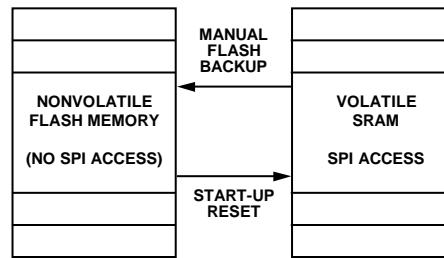 MANUAL
FLASH
BACKUP
NONVOLATILE
FLASH MEMORY
(NO SPI ACCESS)
VOLATILE
SRAM
SPI ACCESS
START-UP
RESET